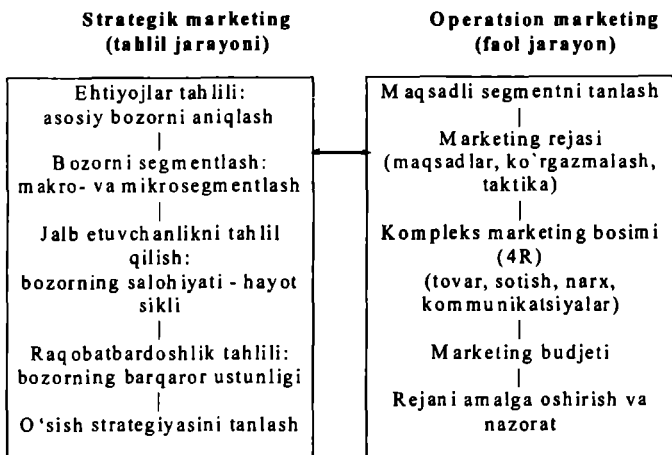 Strategik marketing
(tahlil jarayoni)
Ehtiyojlar tahlili:
asosiy bozorni aniqlash
Bozorni segmentlash:
makro- va mikrosegmentlash
Jalb etuvchanlikni tahlil
qilish:
bozorning salohiyati - hayot
sikli
Raqobatbardoshlik tahlili:
bozorning barqaror ustunligi
O‘sish strategiyasini tanlash
Operatsion marketing
(faol jarayon)
Maqsadli segmentni tanlash
Marketing rejasi
(maqsadlar, ko`rgazmalash,
taktika)
Kompleks marketing bosimi
(4R)
(tovar, sotish, narx,
kommunikatsiyalar)
Marketing budjeti
Rejani amalga oshirish va
nazorat